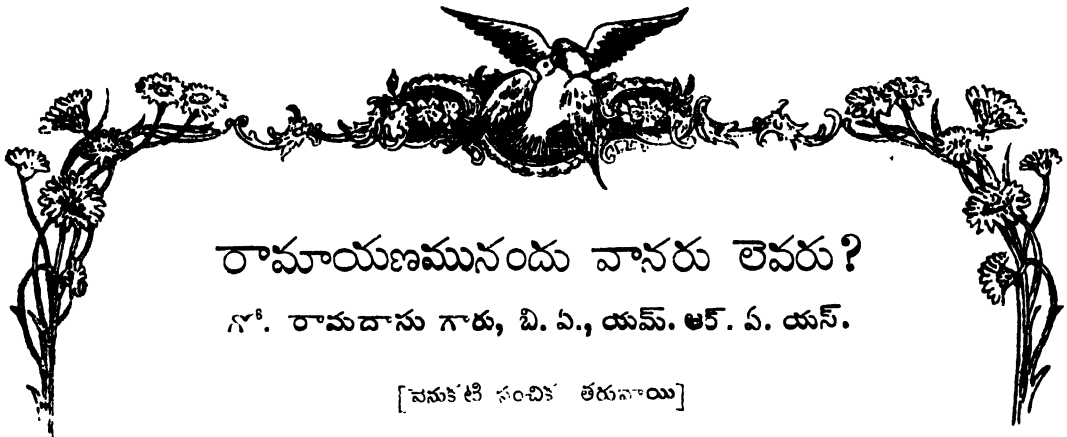 రామాయణమునందు వానరు లెవరు?
గో. రామదాసు గారు, బి. ఏ., యమ్. ఆర్. ఏ. యస్.
[వెనుకటి సంచిక తరువాయి]